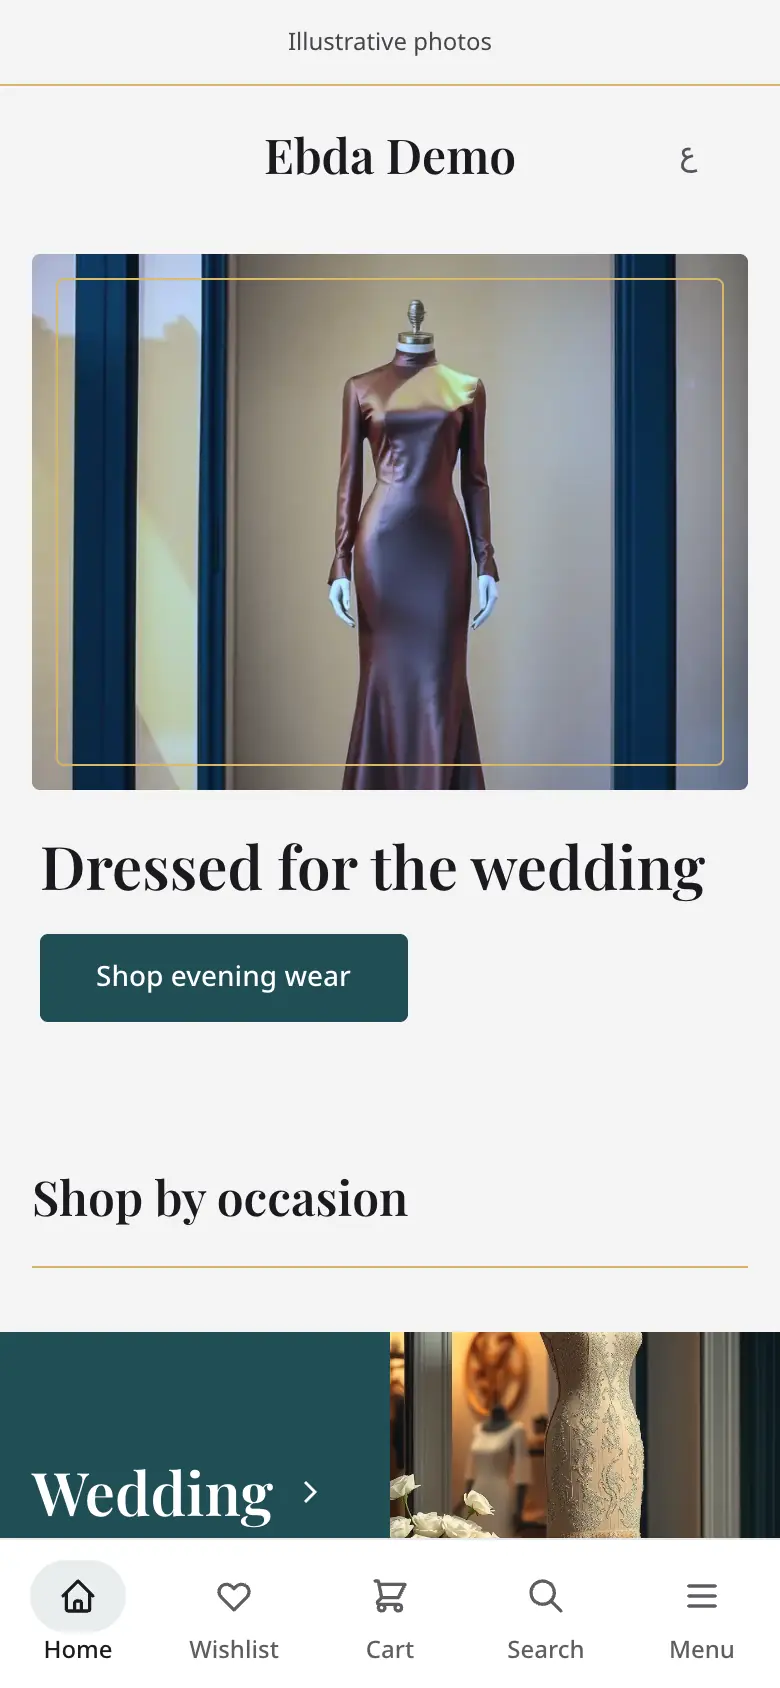 Illustrative photos
Ebda Demo
ع
Dressed for the wedding
Shop evening wear
Shop by occasion
Wedding
Home
Wishlist
Cart
Search
Menu